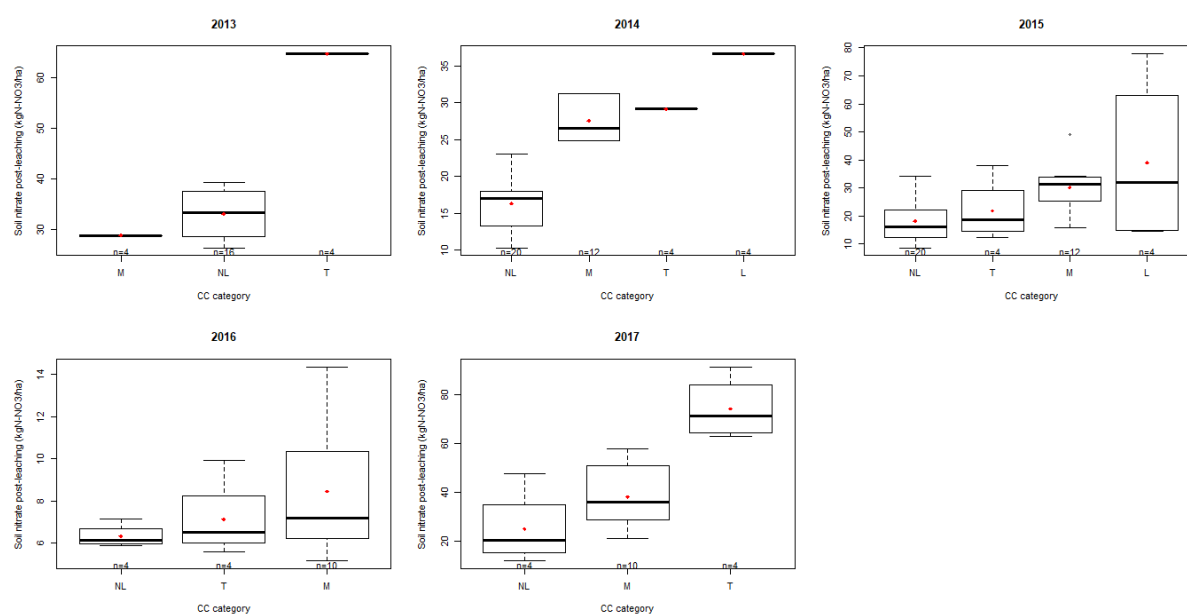 2013
Soil nitrate post-leaching (kgN-NO3/ha)
60
50
40
30
n=4
n=16
n=4
M
NL
T
CC category
2014
Soil nitrate post-leaching (kgN-NO3/ha)
35
30
25
20
15
10
n=20
n=12
n=4
n=4
NL
M
T
L
CC category
2015
Soil nitrate post-leaching (kgN-NO3/ha)
80
70
60
50
40
30
20
10
n=20
n=4
n=12
n=4
NL
T
M
L
CC category
2016
Soil nitrate post-leaching (kgN-NO3/ha)
14
12
10
8
6
n=4
n=4
n=10
NL
T
M
CC category
2017
Soil nitrate post-leaching (kgN-NO3/ha)
80
60
40
20
n=4
n=10
n=4
NL
M
T
CC category